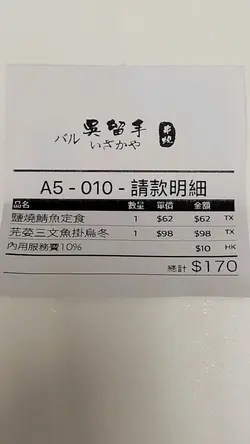 バル 吳留手 串燒
いざかや
A5 - 010 - 請款明細
品名 數量 單價 金額
鹽燒鯖魚定食 1 $62 $62 TX
芫荽三文魚掛烏冬 1 $98 $98 TX
內用服務費10% $10 HK
總計 $170